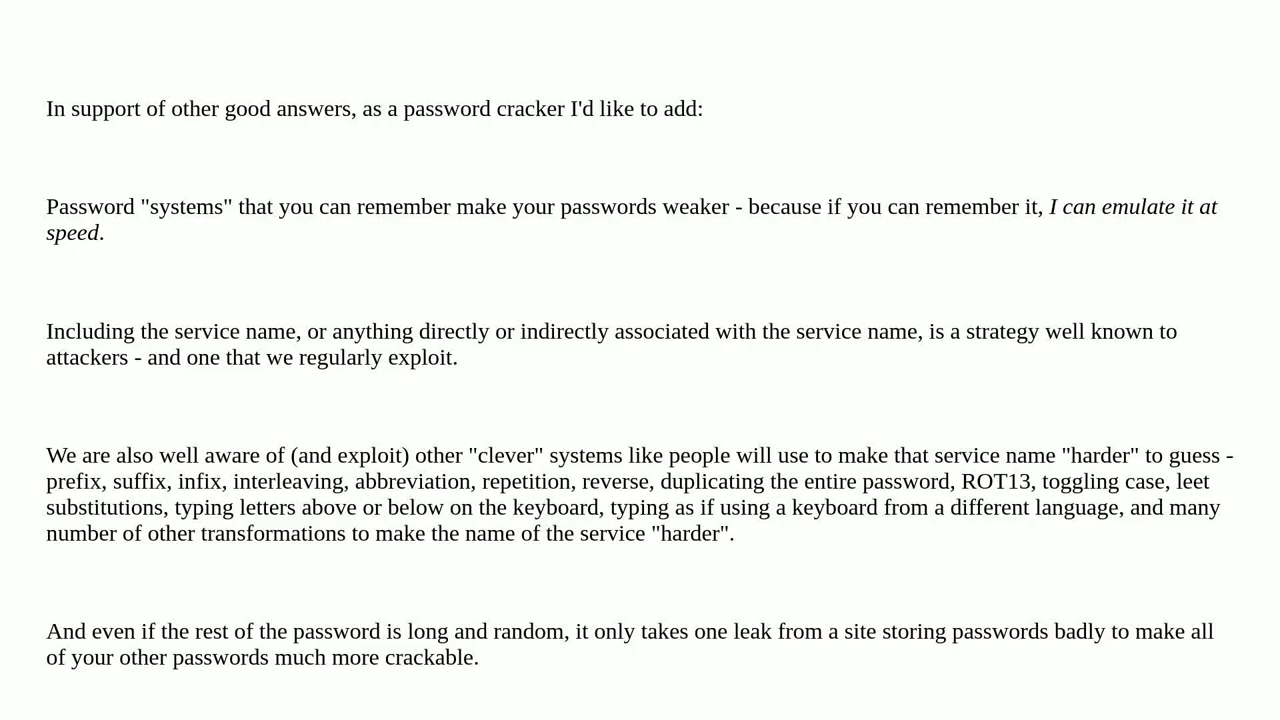 In support of other good answers, as a password cracker I'd like to add:
Password "systems" that you can remember make your passwords weaker - because if you can remember it, I can emulate it at
speed.
Including the service name, or anything directly or indirectly associated with the service name, is a strategy well known to
attackers - and one that we regularly exploit.
We are also well aware of (and exploit) other "clever" systems like people will use to make that service name "harder" to guess -
prefix, suffix, infix, interleaving, abbreviation, repetition, reverse, duplicating the entire password, ROT13, toggling case, leet
substitutions, typing letters above or below on the keyboard, typing as if using a keyboard from a different language, and many
number of other transformations to make the name of the service "harder".
And even if the rest of the password is long and random, it only takes one leak from a site storing passwords badly to make all
of your other passwords much more crackable.